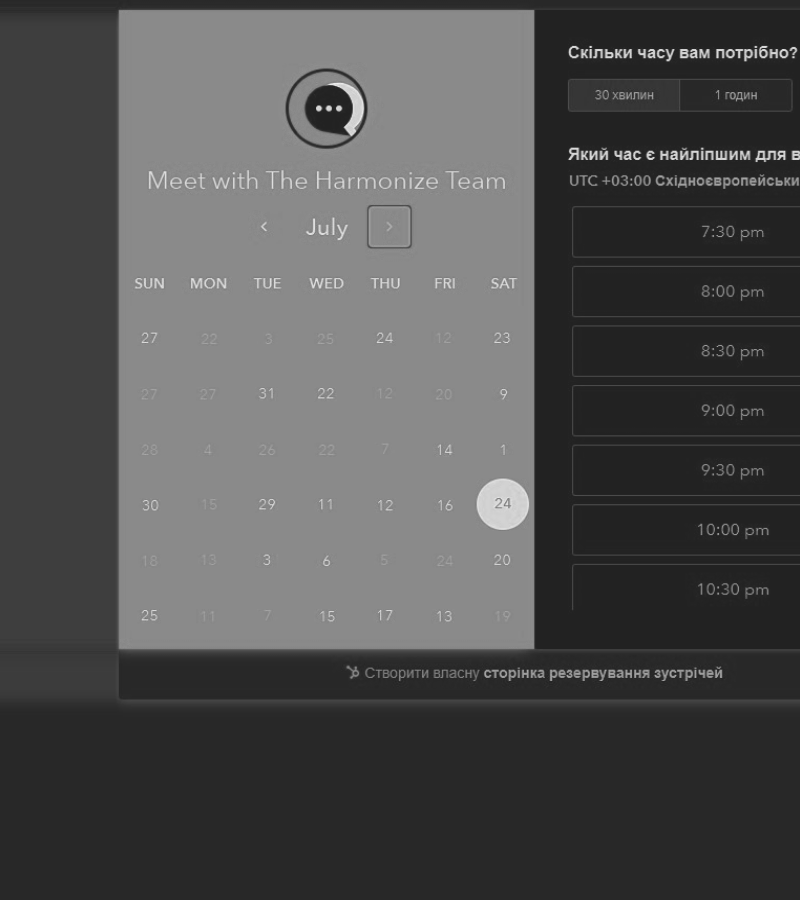 Meet with The Harmonize Team
July
SUN MON TUE WED THU FRI SAT
27 22 3 25 24 12 23
27 27 31 22 12 20 9
28 4 26 22 7 14 1
30 15 29 11 12 16 24
18 13 3 6 5 24 20
25 11 7 15 17 13 19
Скільки часу вам потрібно?
30 хвилин 1 годин
Який час є найліпшим для в
UTC +03:00 Східноєвропейськи
7:30 pm
8:00 pm
8:30 pm
9:00 pm
9:30 pm
10:00 pm
10:30 pm
Створити власну сторінка резервування зустрічей